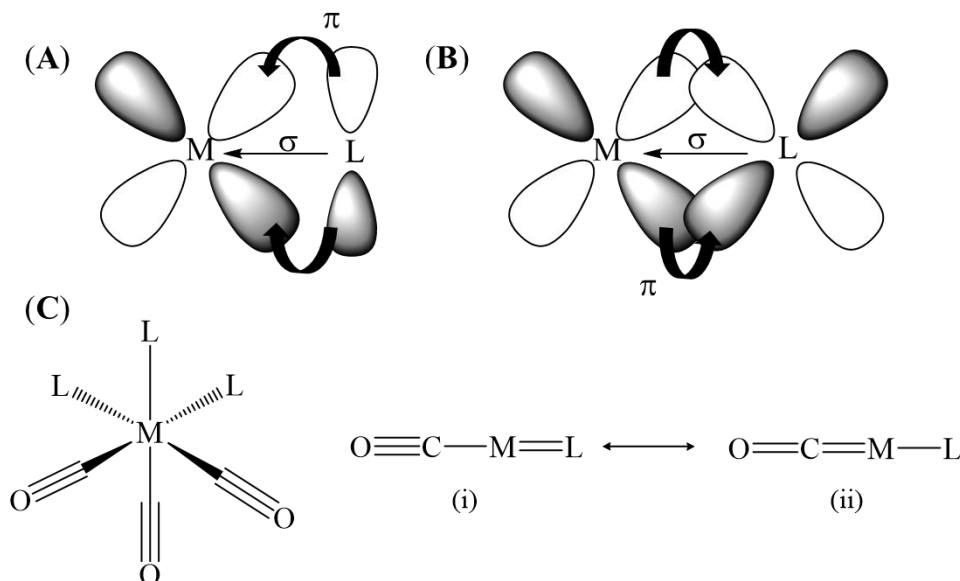 (A)
π
M
σ
L
(B)
M
σ
L
π
(C)
L
L
L
M
O
O
O
O≡C—M=L ⟷ O=C=M—L
(i)
(ii)